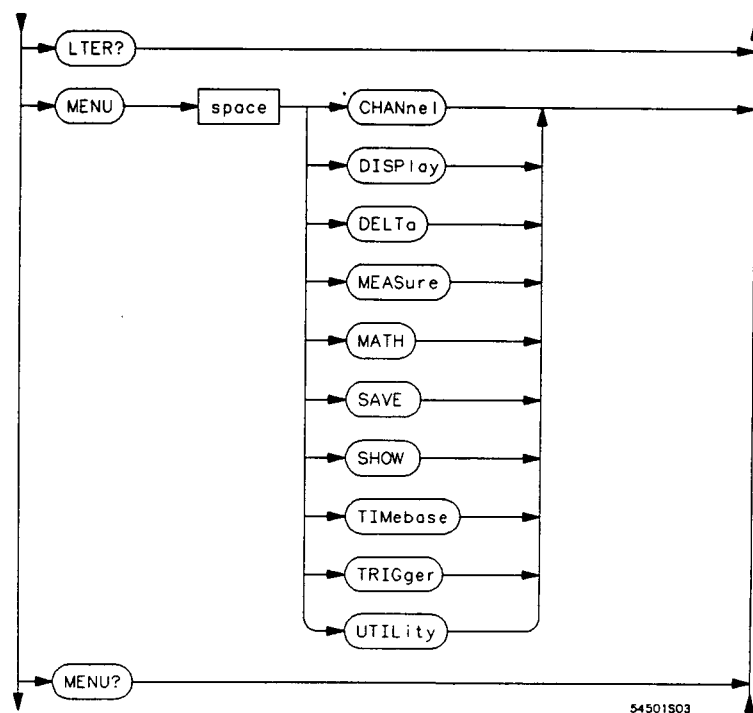 LTER?
MENU space CHANnel
DISPlay
DELTa
MEASure
MATH
SAVE
SHOW
TIMebase
TRIGger
UTILity
MENU?
54501S03